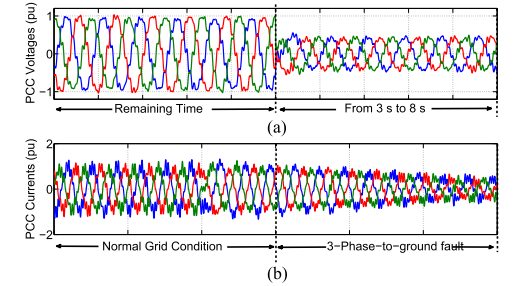 PCC Voltages (pu)
1
0
−1
Remaining Time
From 3 s to 8 s
(a)
PCC Currents (pu)
2
0
−2
Normal Grid Condition
3−Phase−to−ground fault
(b)